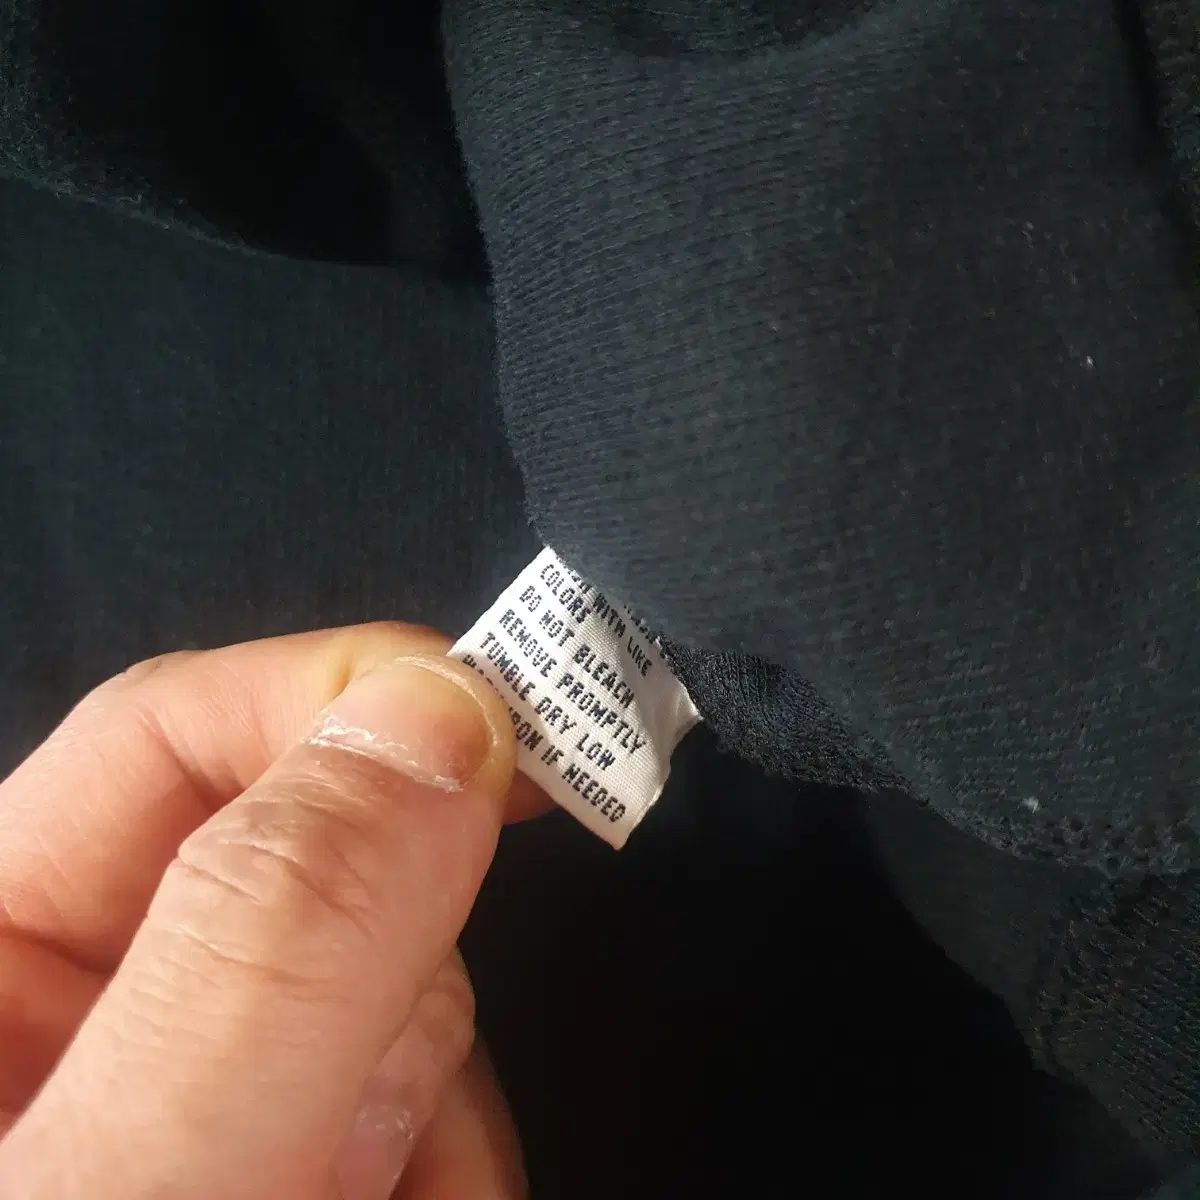 WITH LIKE
COLORS
DO NOT BLEACH
REMOVE PROMPTLY
TUMBLE DRY LOW
IRON IF NEEDED